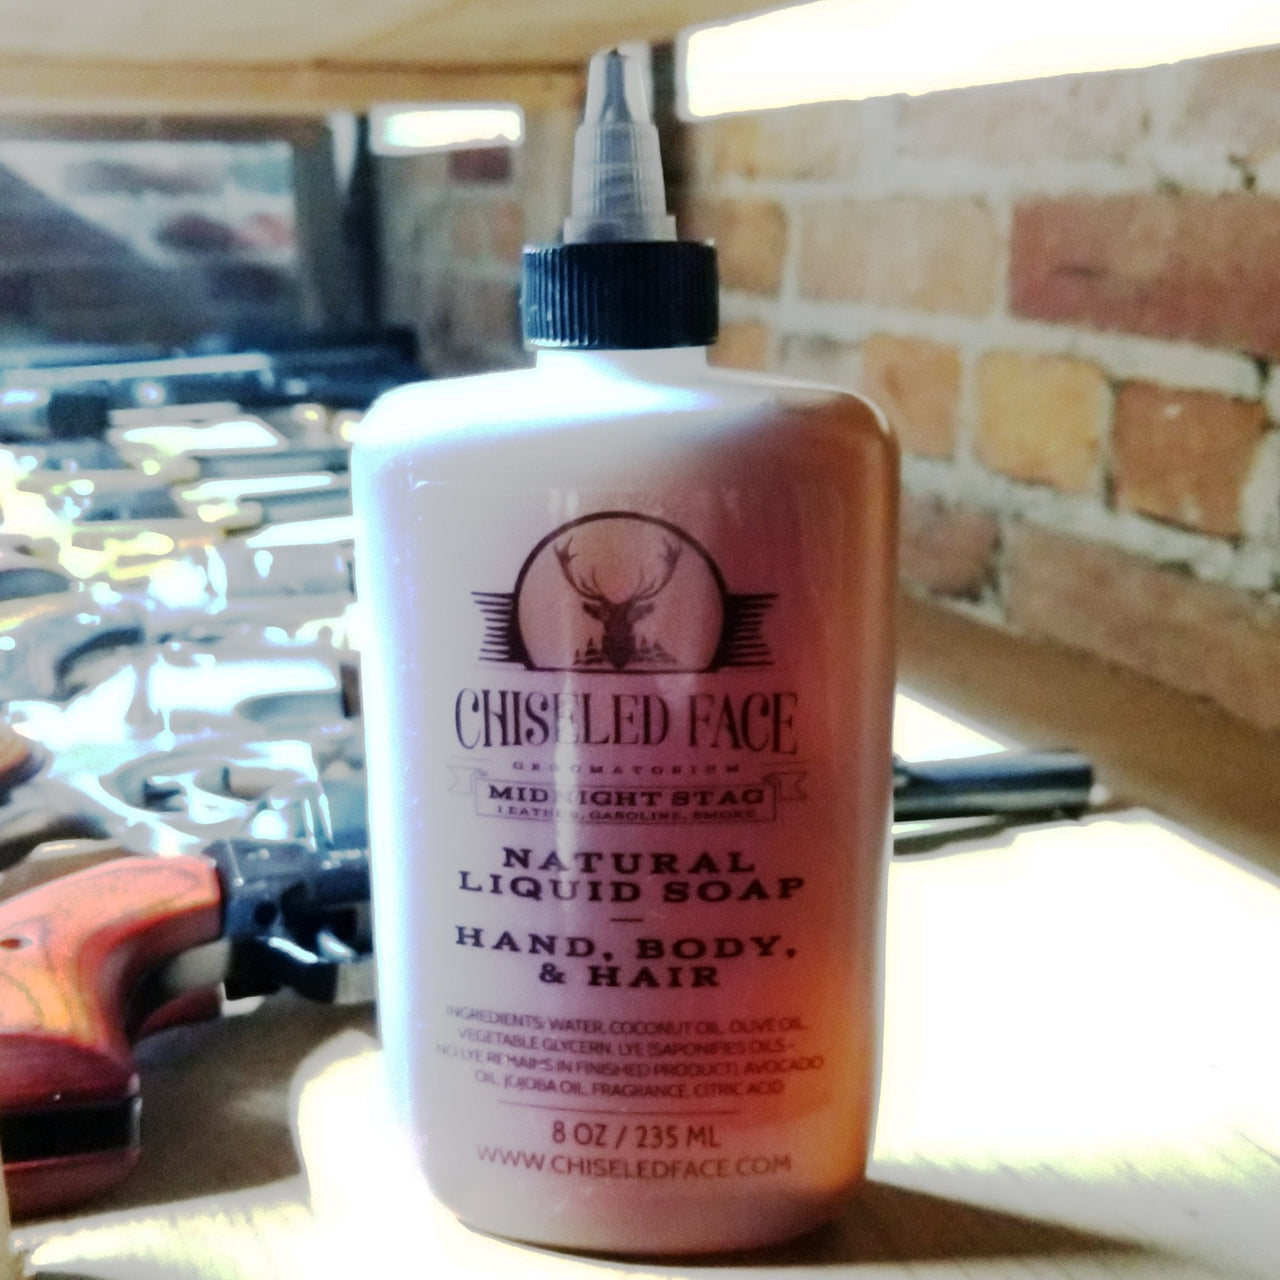 CHISELED FACE
GROOMATORIUM
MIDNIGHT STAG
LEATHER, GASOLINE, SMOKE
NATURAL
LIQUID SOAP
—
HAND, BODY,
& HAIR
INGREDIENTS: WATER, COCONUT OIL, OLIVE OIL,
VEGETABLE GLYCERN, LYE (SAPONIFIES OILS -
NO LYE REMAIMS IN FINISHED PRODUCT), AVOCADO
OIL, JOJOBA OIL, FRAGRANCE, CITRIC ACID
8 OZ / 235 ML
WWW.CHISELEDFACE.COM